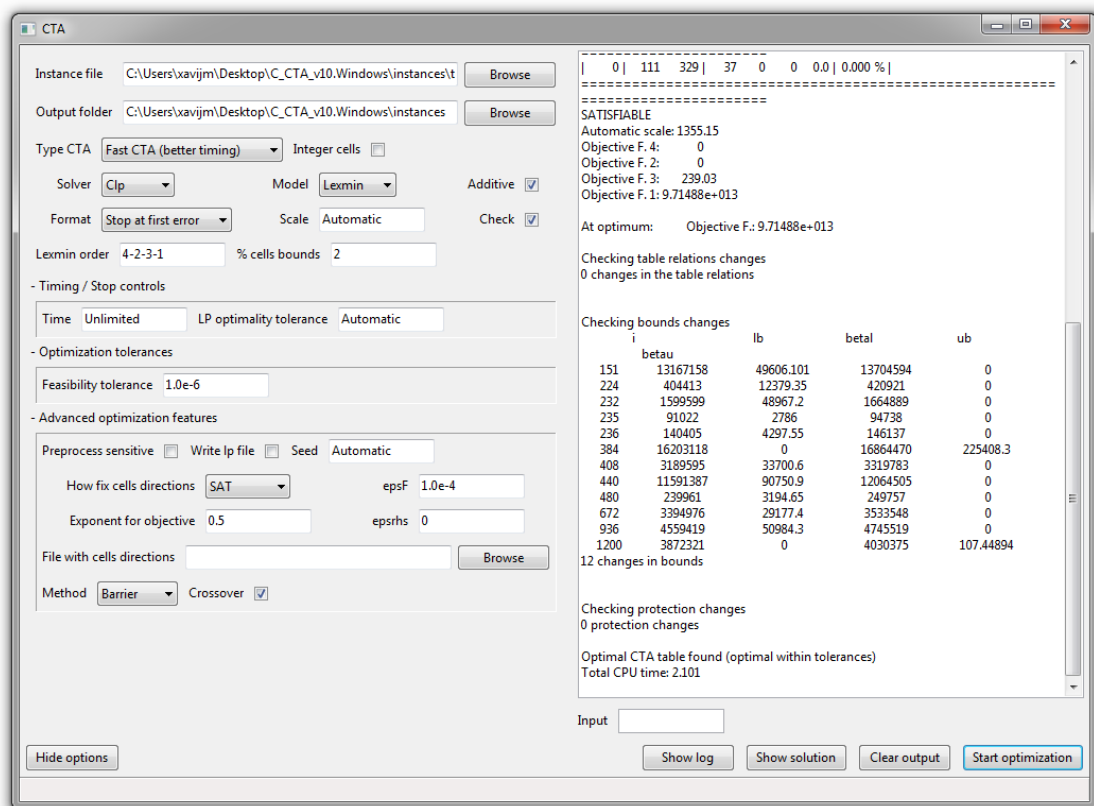 CTA
Instance file C:\Users\xavijm\Desktop\C_CTA_v10.Windows\instances\t Browse
Output folder C:\Users\xavijm\Desktop\C_CTA_v10.Windows\instances Browse
Type CTA Fast CTA (better timing) Integer cells
Solver Clp Model Lexmin Additive
Format Stop at first error Scale Automatic Check
Lexmin order 4-2-3-1 % cells bounds 2
- Timing / Stop controls
Time Unlimited LP optimality tolerance Automatic
- Optimization tolerances
Feasibility tolerance 1.0e-6
- Advanced optimization features
Preprocess sensitive Write lp file Seed Automatic
How fix cells directions SAT epsF 1.0e-4
Exponent for objective 0.5 epsrhs 0
File with cells directions Browse
Method Barrier Crossover
Hide options
=======================
| 0 | 111 329 | 37 0 0 0.0 | 0.000 % |
===========================================================
=======================
SATISFIABLE
Automatic scale: 1355.15
Objective F. 4: 0
Objective F. 2: 0
Objective F. 3: 239.03
Objective F. 1: 9.71488e+013
At optimum: Objective F.: 9.71488e+013
Checking table relations changes
0 changes in the table relations
Checking bounds changes
i lb betal ub
betau
151 13167158 49606.101 13704594 0
224 404413 12379.35 420921 0
232 1599599 48967.2 1664889 0
235 91022 2786 94738 0
236 140405 4297.55 146137 0
384 16203118 0 16864470 225408.3
408 3189595 33700.6 3319783 0
440 11591387 90750.9 12064505 0
480 239961 3194.65 249757 0
672 3394976 29177.4 3533548 0
936 4559419 50984.3 4745519 0
1200 3872321 0 4030375 107.44894
12 changes in bounds
Checking protection changes
0 protection changes
Optimal CTA table found (optimal within tolerances)
Total CPU time: 2.101
Input
Show log Show solution Clear output Start optimization